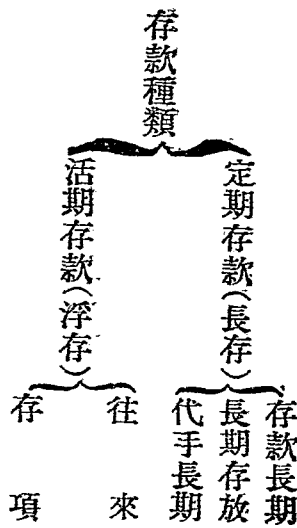 存款種類
定期存款（長存）
存款長期
長期存放
代手長期
活期存款（浮存）
往來
存項